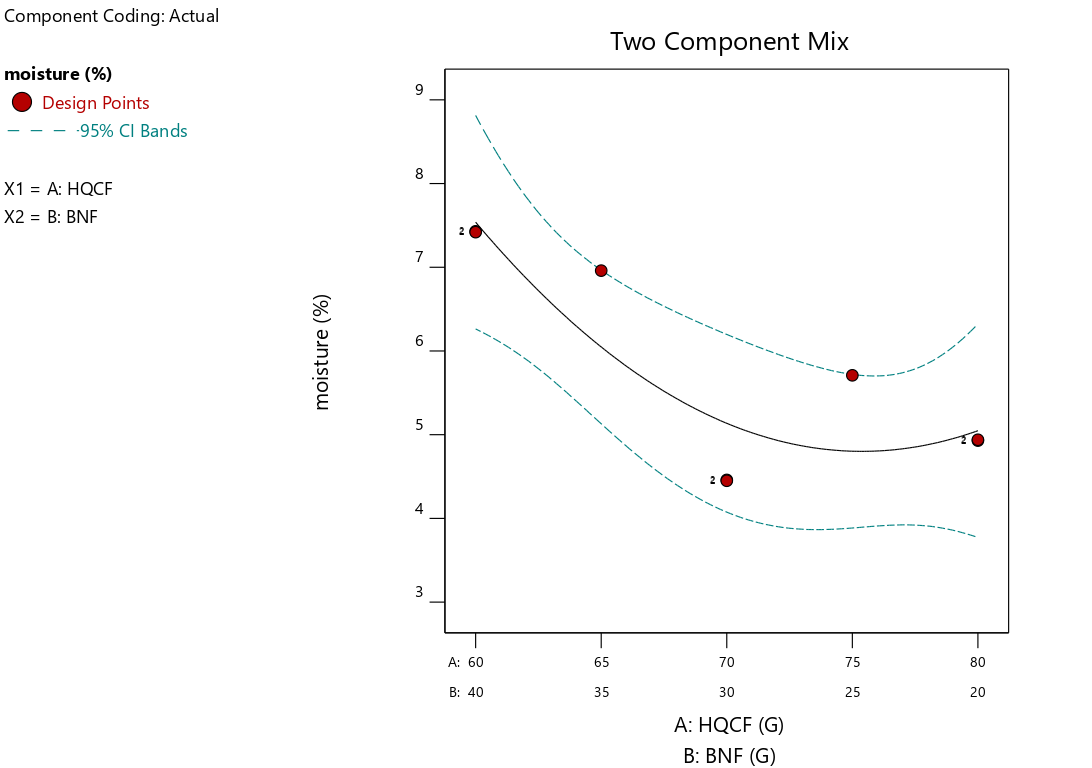 Component Coding: Actual
moisture (%)
Design Points
95% CI Bands
X1 = A: HQCF
X2 = B: BNF
Two Component Mix
moisture (%)
9
8
7
6
5
4
3
2
2
2
A: 60 65 70 75 80
B: 40 35 30 25 20
A: HQCF (G)
B: BNF (G)